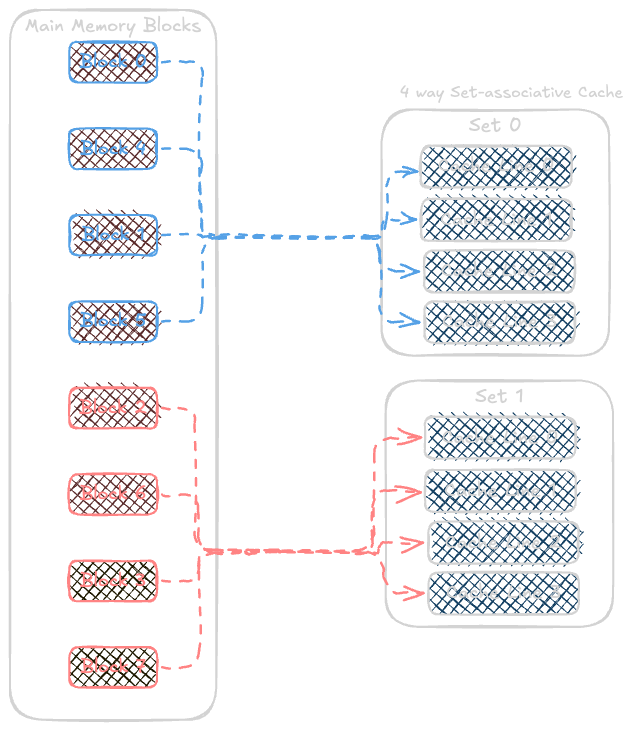 Main Memory Blocks
Block 0
Block 4
Block 1
Block 5
Block 2
Block 6
Block 3
Block 7
4 way Set-associative Cache
Set 0
Cache Line 0
Cache Line 1
Cache Line 2
Cache Line 3
Set 1
Cache Line 0
Cache Line 1
Cache Line 2
Cache Line 3